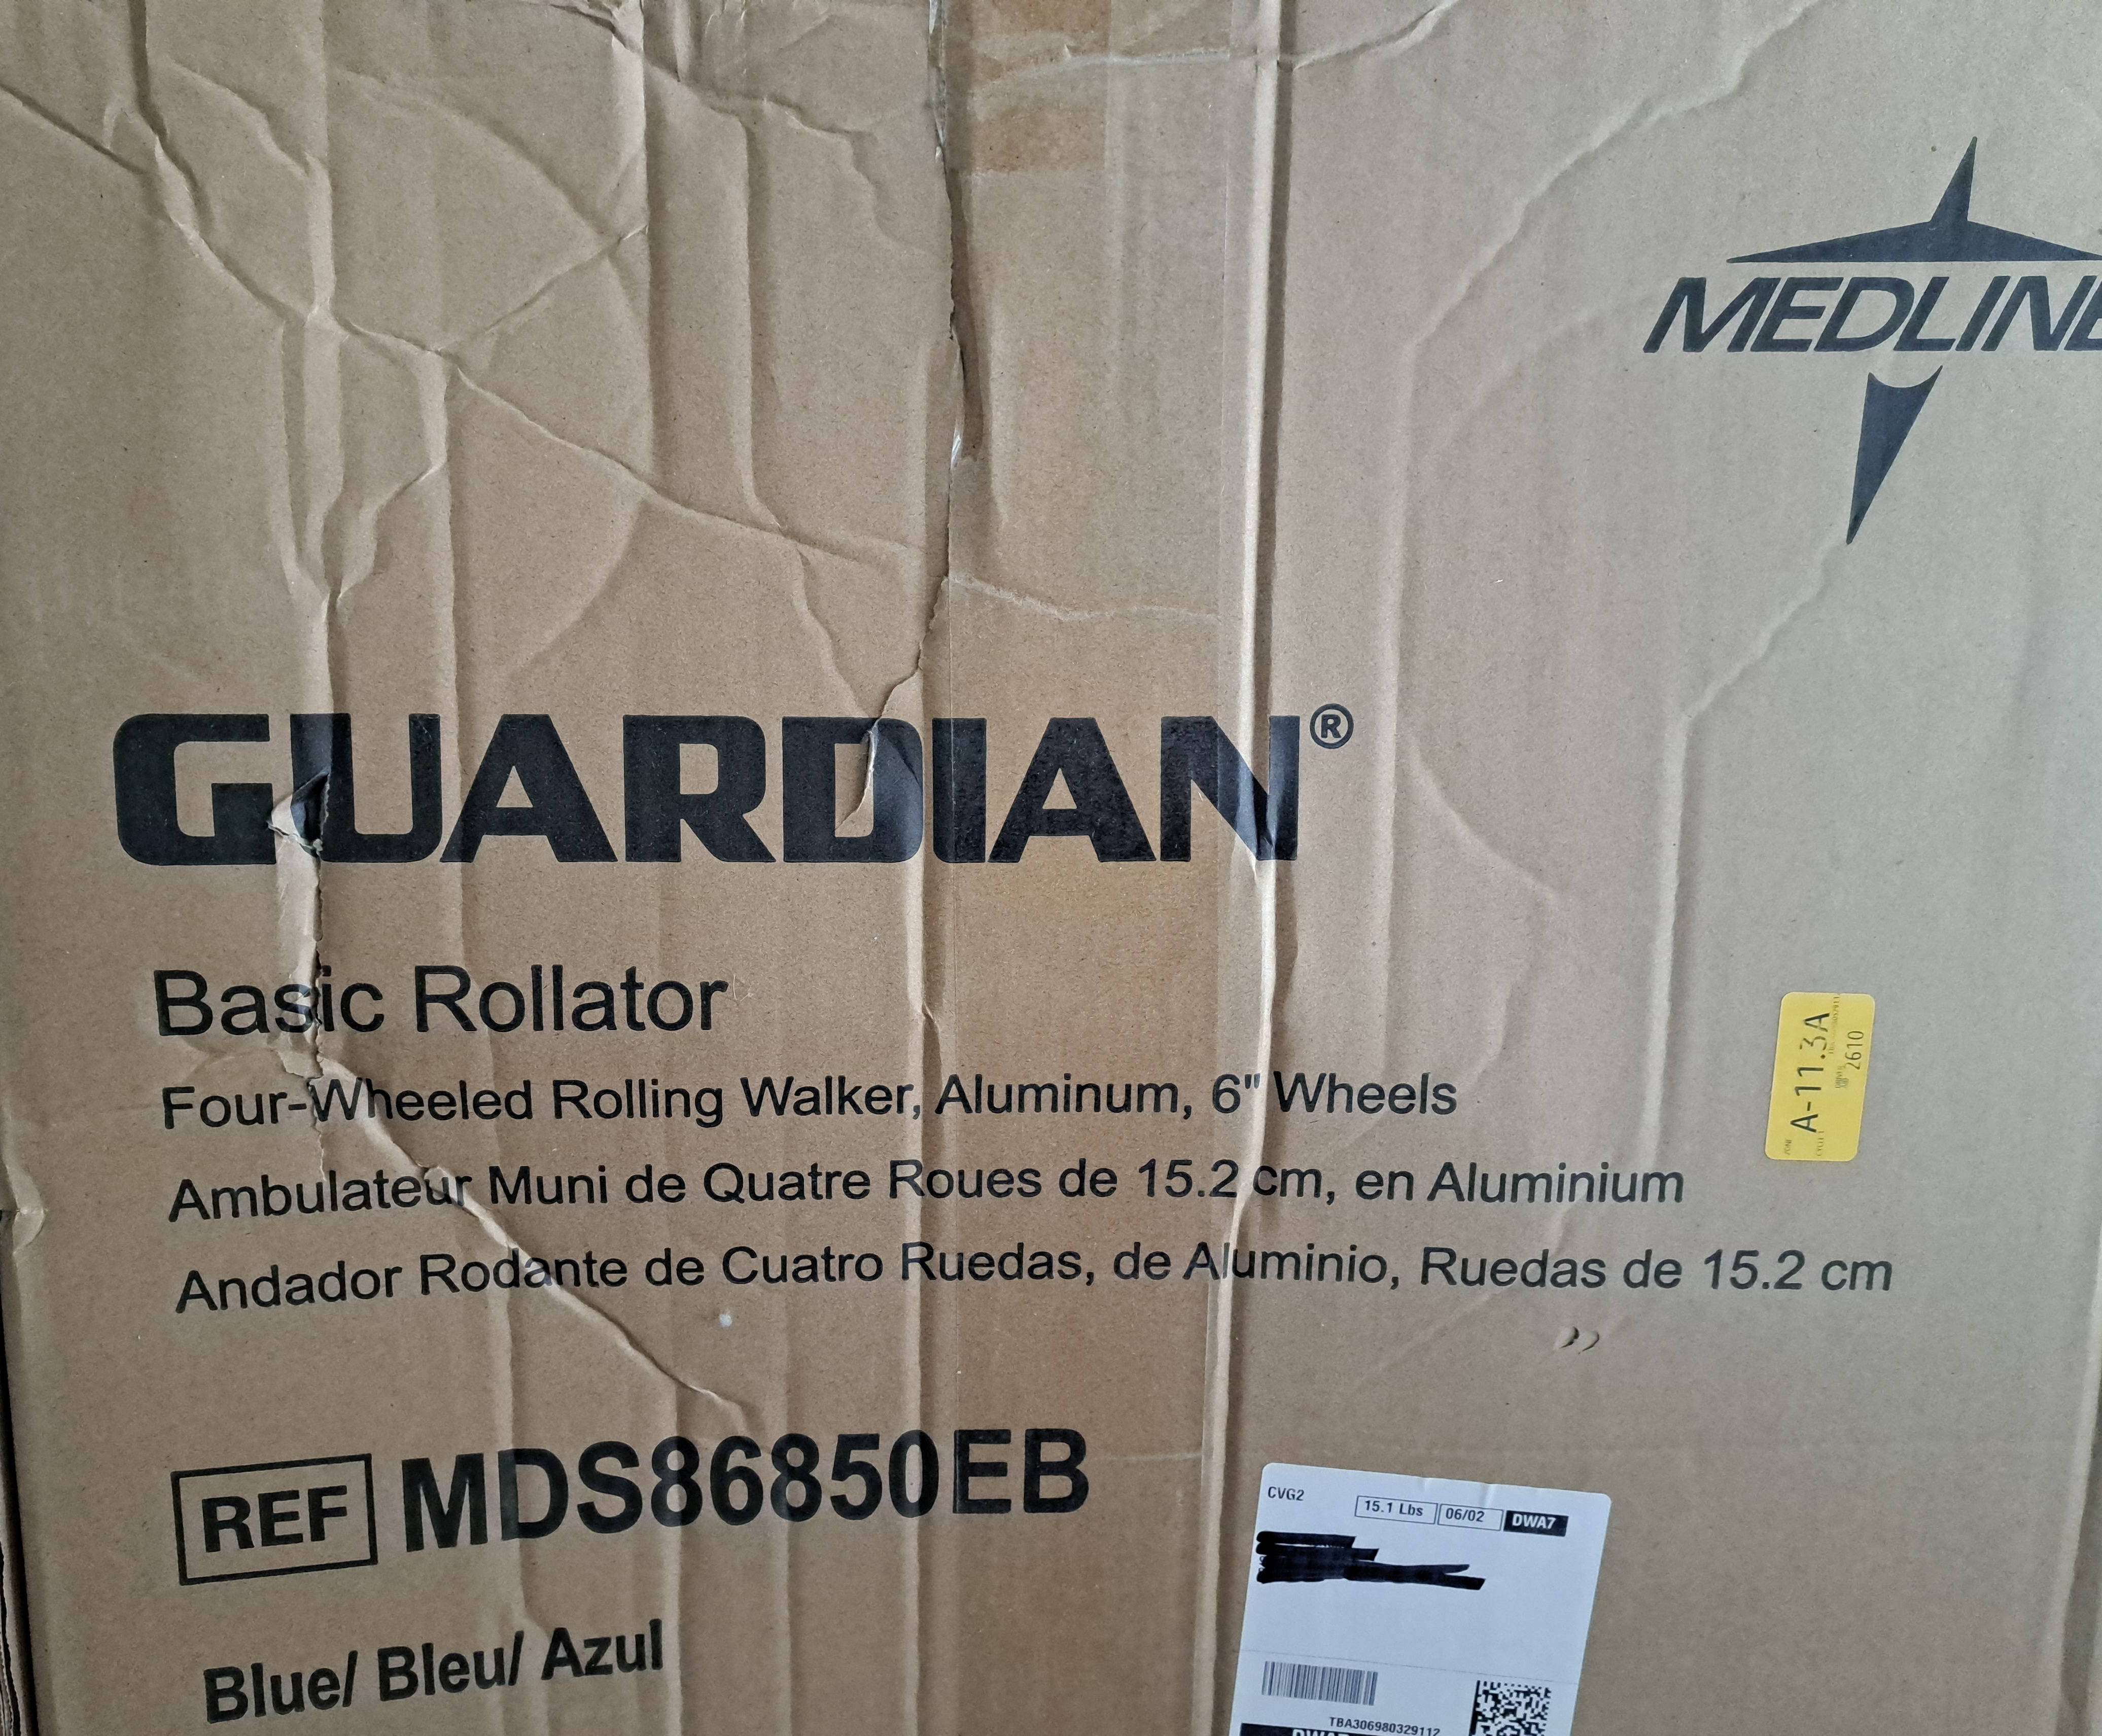 MEDLINE
GUARDIAN®
Basic Rollator
Four-Wheeled Rolling Walker, Aluminum, 6" Wheels
Ambulateur Muni de Quatre Roues de 15.2 cm, en Aluminium
Andador Rodante de Cuatro Ruedas, de Aluminio, Ruedas de 15.2 cm
A-11.3A
2610
REF MDS86850EB
Blue/ Bleu/ Azul
CVG2
15.1 Lbs 06/02 DWA7
TBA306980329112